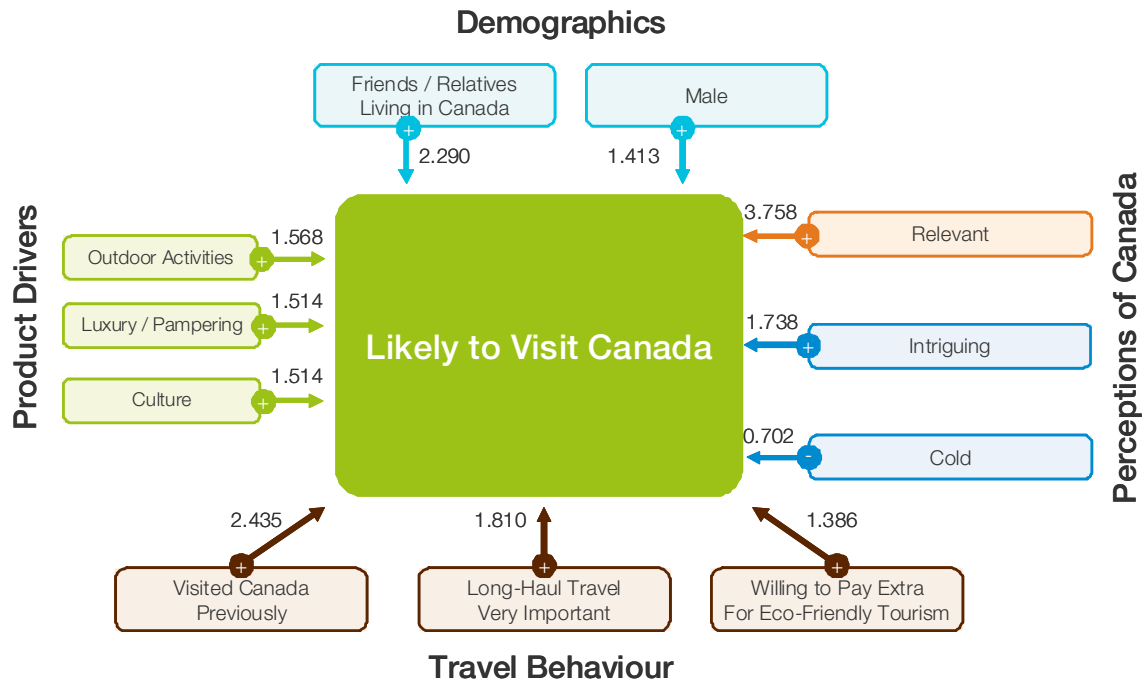 Demographics
Friends / Relatives
Living in Canada
Male
+
+
2.290
1.413
Product Drivers
1.568
Outdoor Activities
+
1.514
Luxury / Pampering
+
1.514
Culture
+
Likely to Visit Canada
3.758
+
Relevant
1.738
+
Intriguing
0.702
–
Cold
Perceptions of Canada
2.435
1.810
1.386
+
+
+
Visited Canada
Previously
Long-Haul Travel
Very Important
Willing to Pay Extra
For Eco-Friendly Tourism
Travel Behaviour